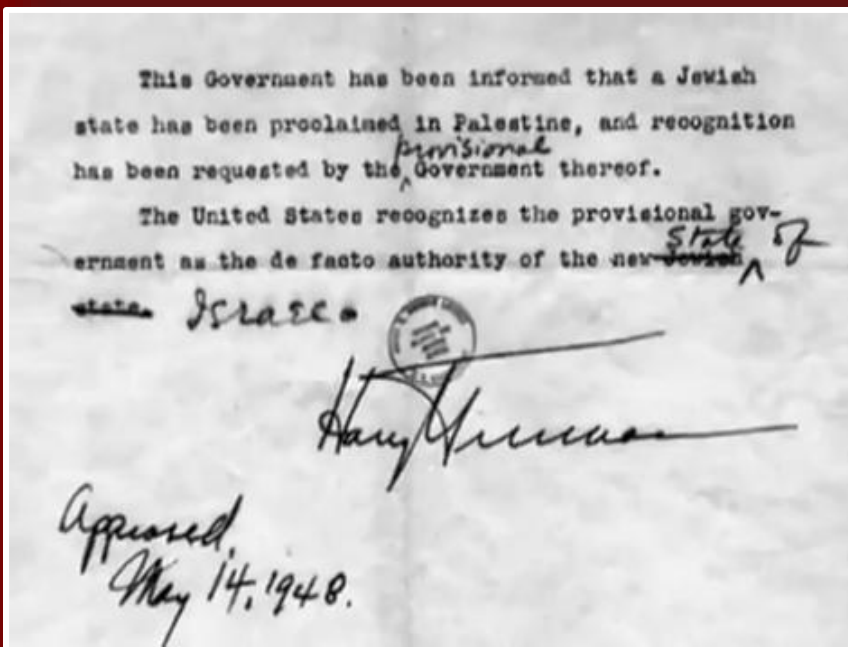 This Government has been informed that a Jewish
state has been proclaimed in Palestine, and recognition
provisional
has been requested by the Government thereof.
The United States recognizes the provisional gov-
State of
ernment as the de facto authority of the new Jewish
state. Israel.
Harry Truman
Approved,
May 14, 1948.